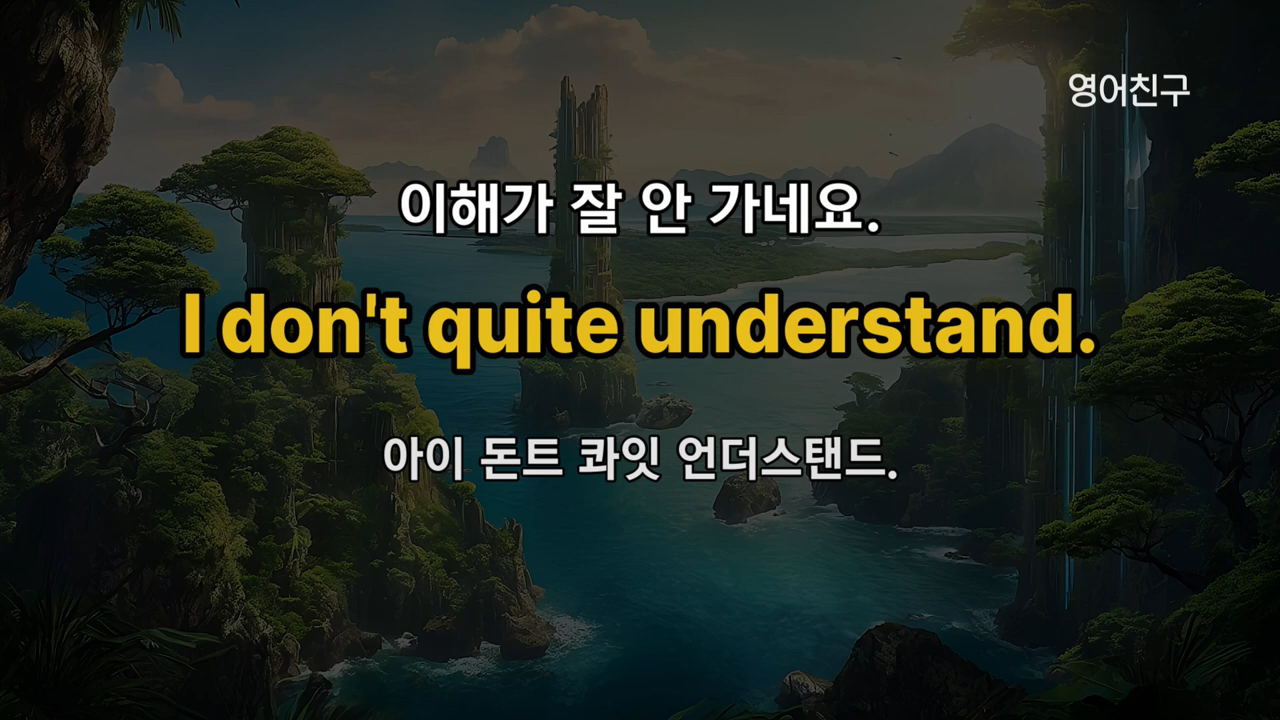 영어친구
이해가 잘 안 가네요.
I don't quite understand.
아이 돈트 콰잇 언더스탠드.